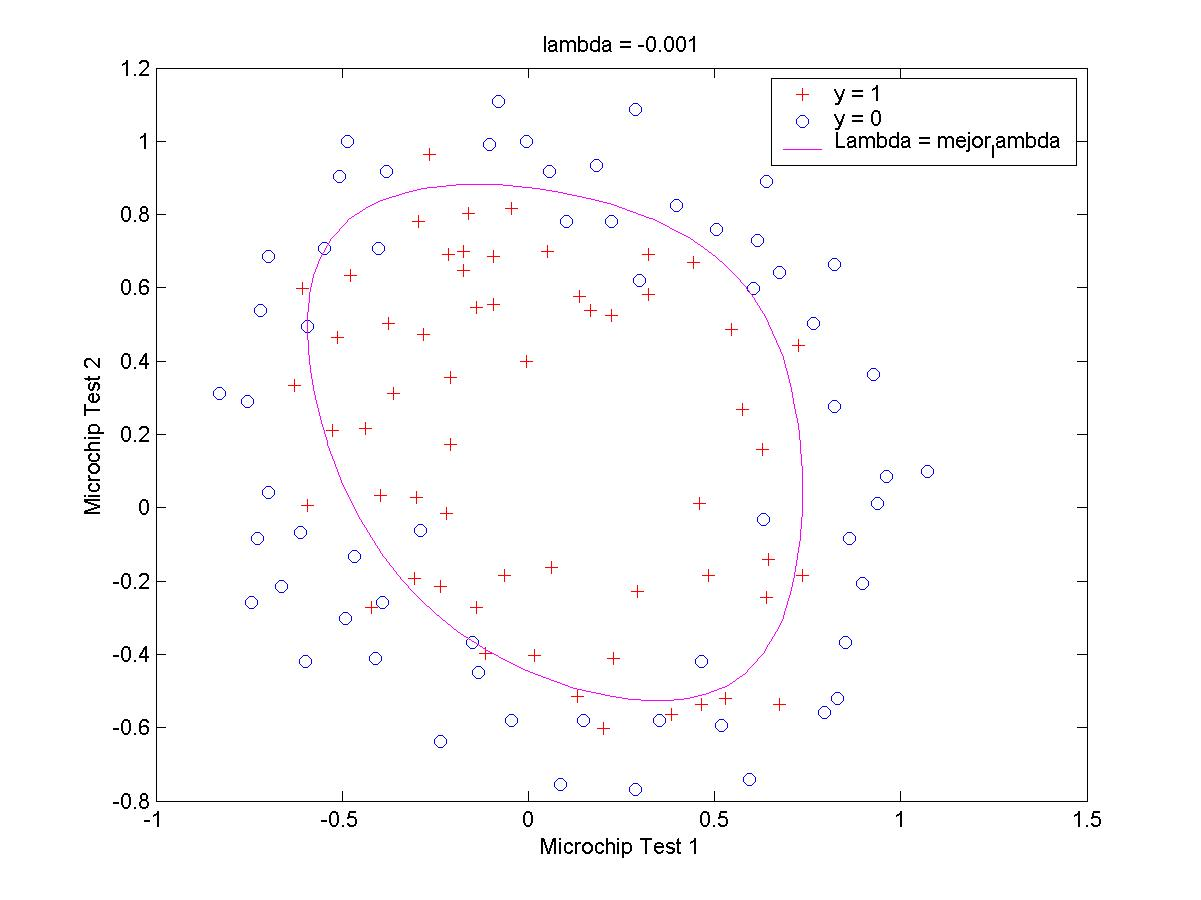 lambda = -0.001
y = 1
y = 0
Lambda = mejorlambda
1.2
1
0.8
0.6
0.4
0.2
0
-0.2
-0.4
-0.6
-0.8
Microchip Test 2
-1
-0.5
0
0.5
1
1.5
Microchip Test 1